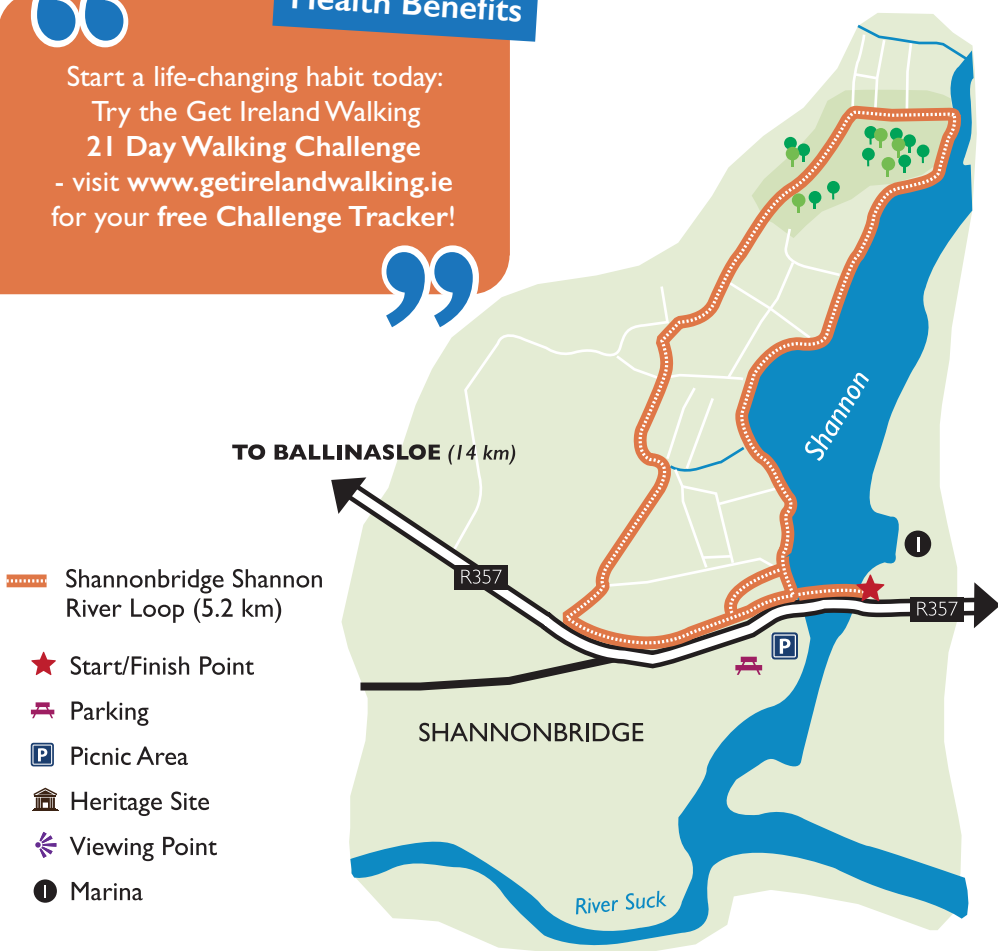 Health Benefits
Start a life-changing habit today:
Try the Get Ireland Walking
21 Day Walking Challenge
- visit www.getirelandwalking.ie
for your free Challenge Tracker!
TO BALLINASLOE (14 km)
Shannon
R357
R357
I
P
SHANNONBRIDGE
River Suck
Shannonbridge Shannon
River Loop (5.2 km)
Start/Finish Point
Parking
P Picnic Area
Heritage Site
Viewing Point
I Marina